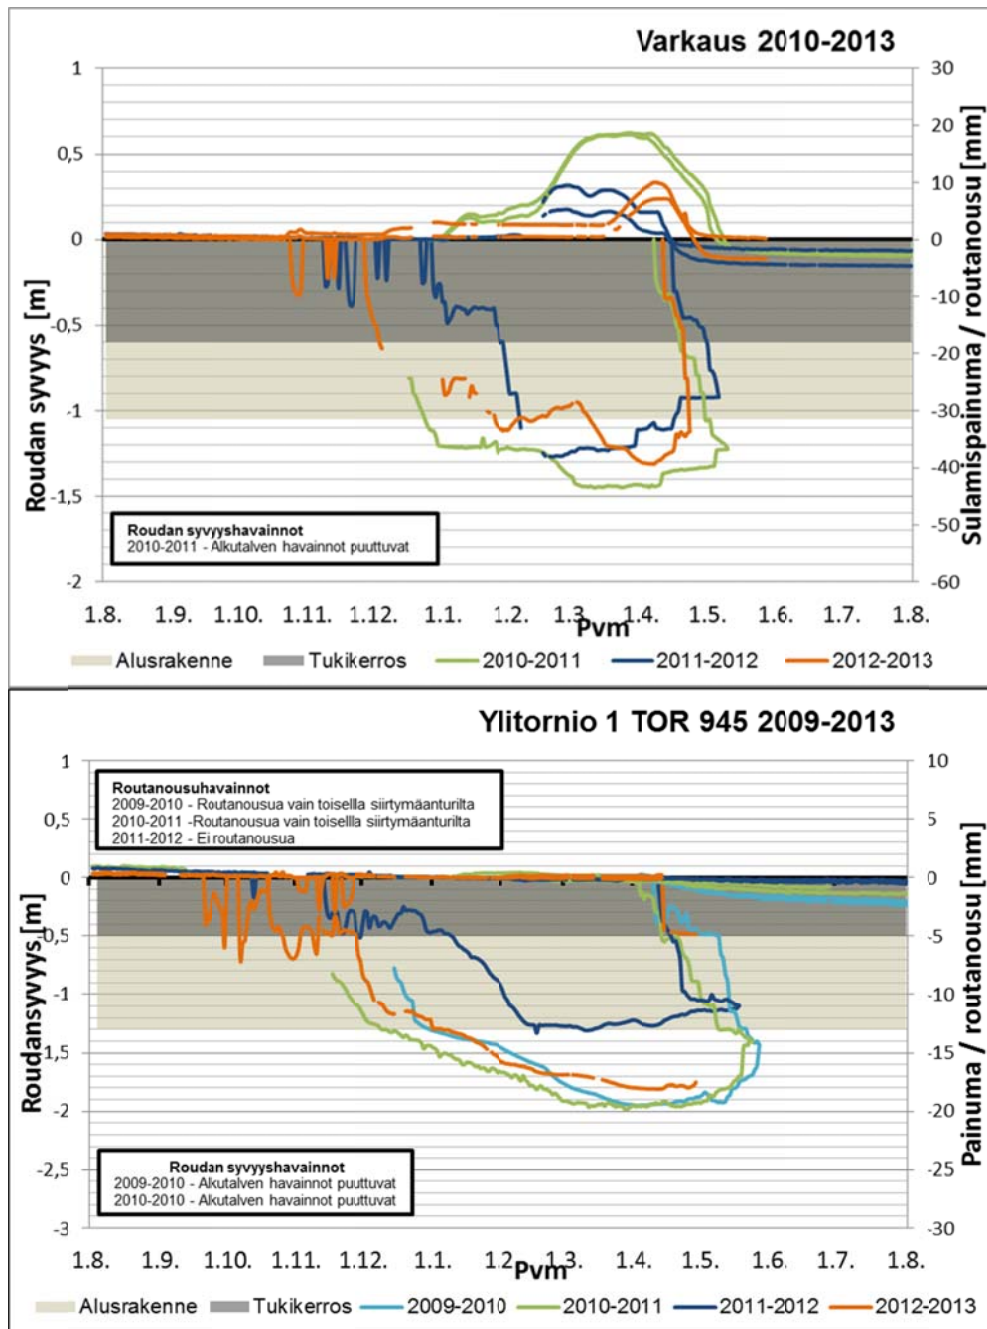 Varkaus 2010-2013
Roudan syvyys [m]
Sulamispainuma / routanousu [mm]
1
0,5
0
-0,5
-1
-1,5
-2
30
20
10
0
-10
-20
-30
-40
-50
-60
Roudan syvyyshavainnot
2010-2011 - Alkutalven havainnot puuttuvat
1.8. 1.9. 1.10. 1.11. 1.12. 1.1. 1.2. 1.3. 1.4. 1.5. 1.6. 1.7. 1.8.
Pvm
Alusrakenne Tukikerros 2010-2011 2011-2012 2012-2013
Ylitornio 1 TOR 945 2009-2013
Roudansyvyys [m]
Painuma / routanousu [mm]
1
0,5
0
-0,5
-1
-1,5
-2
-2,5
-3
10
5
0
-5
-10
-15
-20
-25
-30
Routanousuhavainnot
2009-2010 - Routanousua vain toisella siirtymäanturilta
2010-2011 -Routanousua vain toisellla siirtymäanturilta
2011-2012 - Ei routanousua
Roudan syvyyshavainnot
2009-2010 - Alkutalven havainnot puuttuvat
2010-2010 - Alkutalven havainnot puuttuvat
1.8. 1.9. 1.10. 1.11. 1.12. 1.1. 1.2. 1.3. 1.4. 1.5. 1.6. 1.7. 1.8.
Pvm
Alusrakenne Tukikerros 2009-2010 2010-2011 2011-2012 2012-2013